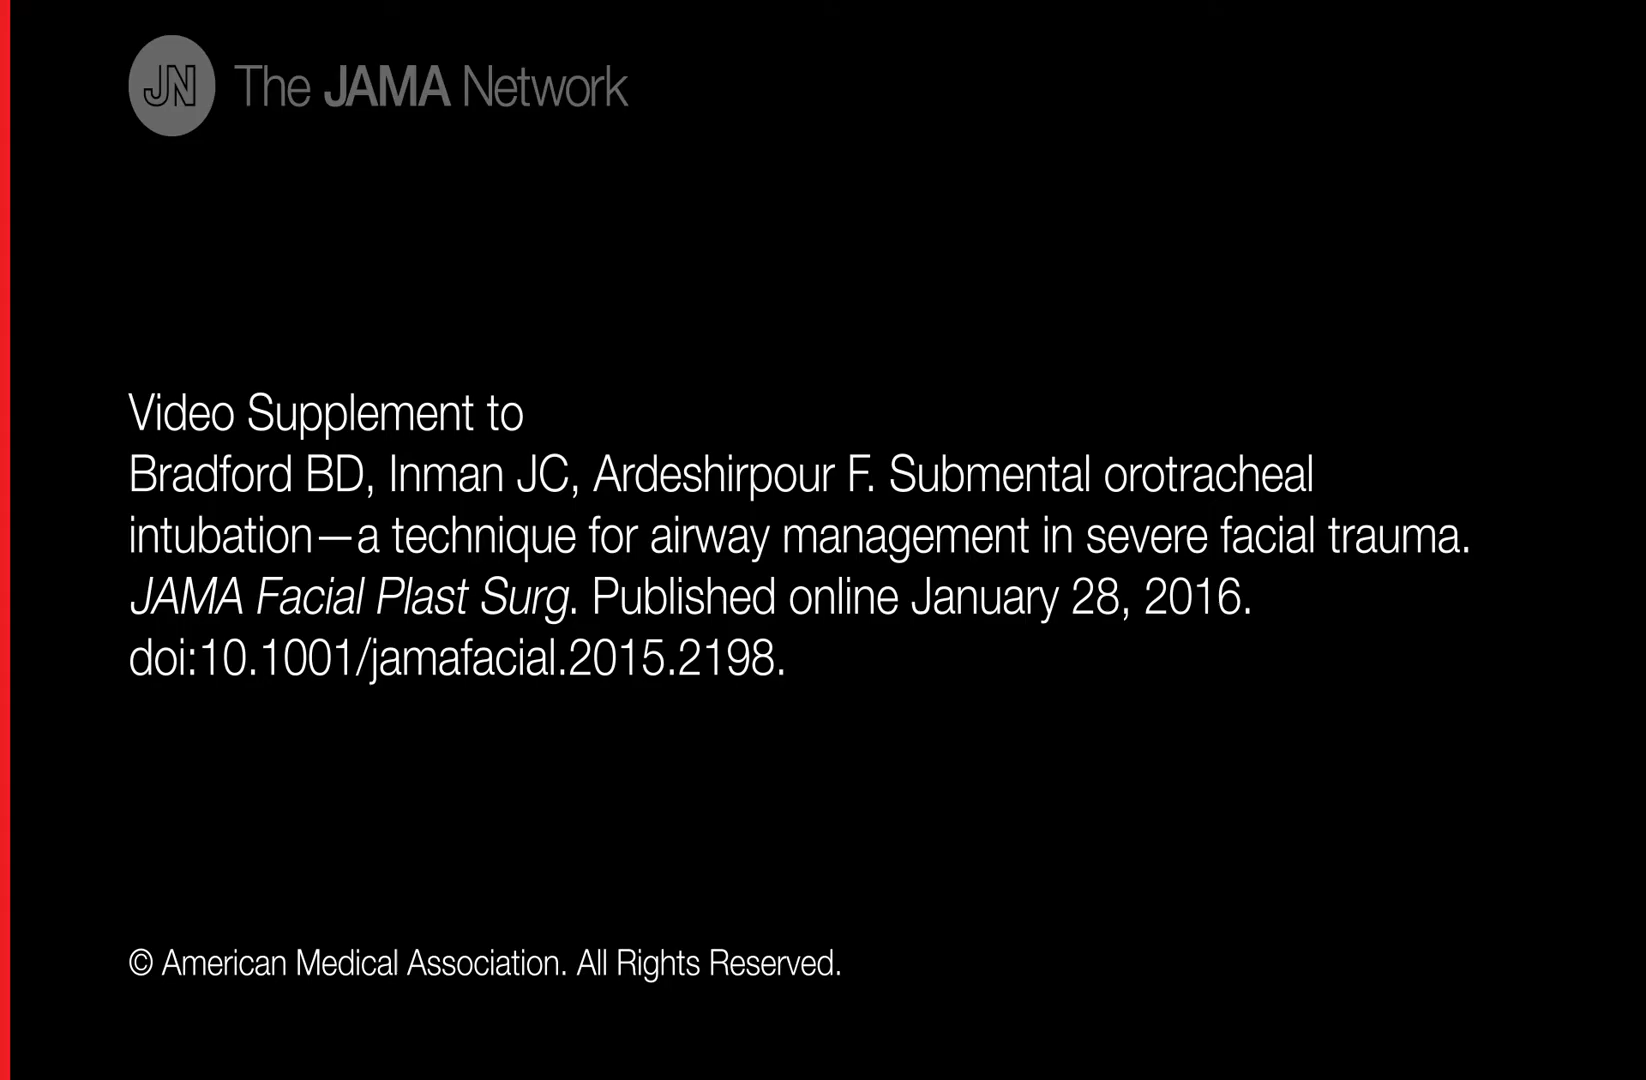 JN The JAMA Network
Video Supplement to
Bradford BD, Inman JC, Ardeshirpour F. Submental orotracheal
intubation—a technique for airway management in severe facial trauma.
JAMA Facial Plast Surg. Published online January 28, 2016.
doi:10.1001/jamafacial.2015.2198.
© American Medical Association. All Rights Reserved.